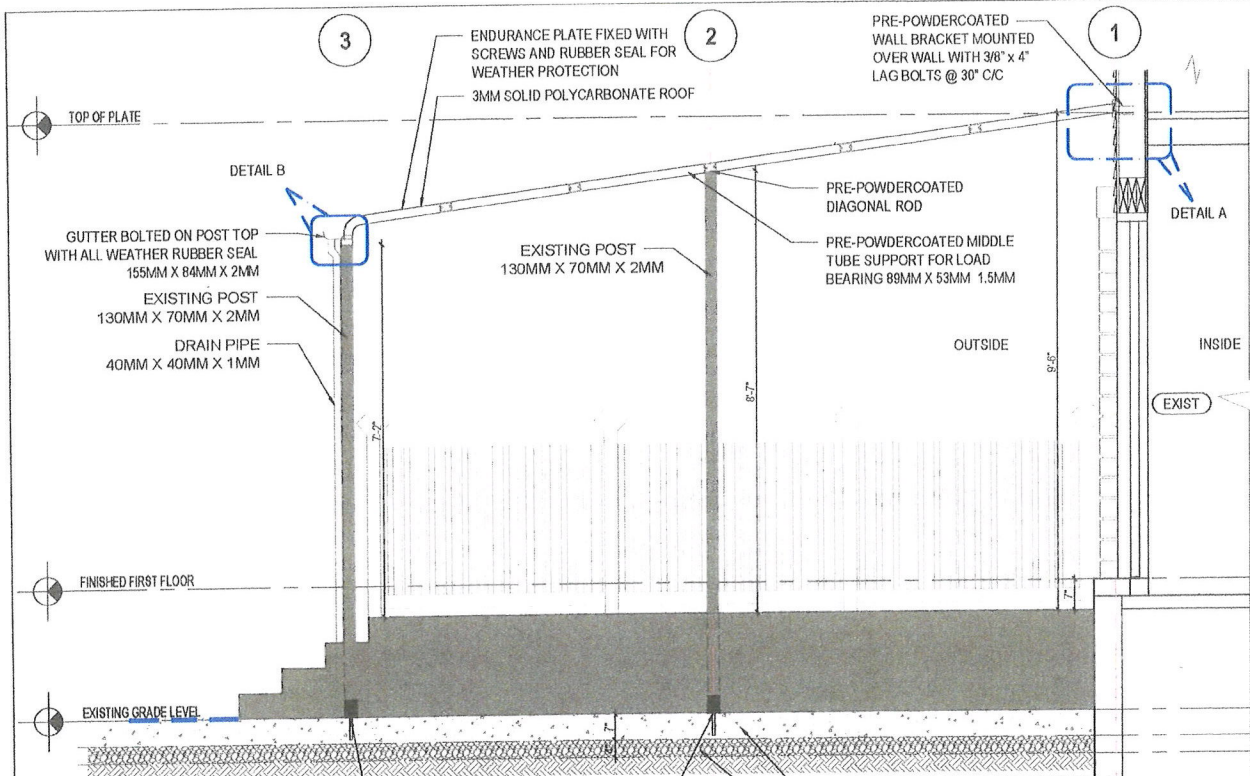 3
2
1
ENDURANCE PLATE FIXED WITH
SCREWS AND RUBBER SEAL FOR
WEATHER PROTECTION
3MM SOLID POLYCARBONATE ROOF
PRE-POWDERCOATED
WALL BRACKET MOUNTED
OVER WALL WITH 3/8" x 4"
LAG BOLTS @ 30" C/C
TOP OF PLATE
DETAIL B
DETAIL A
GUTTER BOLTED ON POST TOP
WITH ALL WEATHER RUBBER SEAL
155MM X 84MM X 2MM
EXISTING POST
130MM X 70MM X 2MM
DRAIN PIPE
40MM X 40MM X 1MM
EXISTING POST
130MM X 70MM X 2MM
PRE-POWDERCOATED
DIAGONAL ROD
PRE-POWDERCOATED MIDDLE
TUBE SUPPORT FOR LOAD
BEARING 89MM X 53MM 1.5MM
OUTSIDE
INSIDE
EXIST
7'-2"
8'-7"
9'-6"
7"
FINISHED FIRST FLOOR
EXISTING GRADE LEVEL
7"